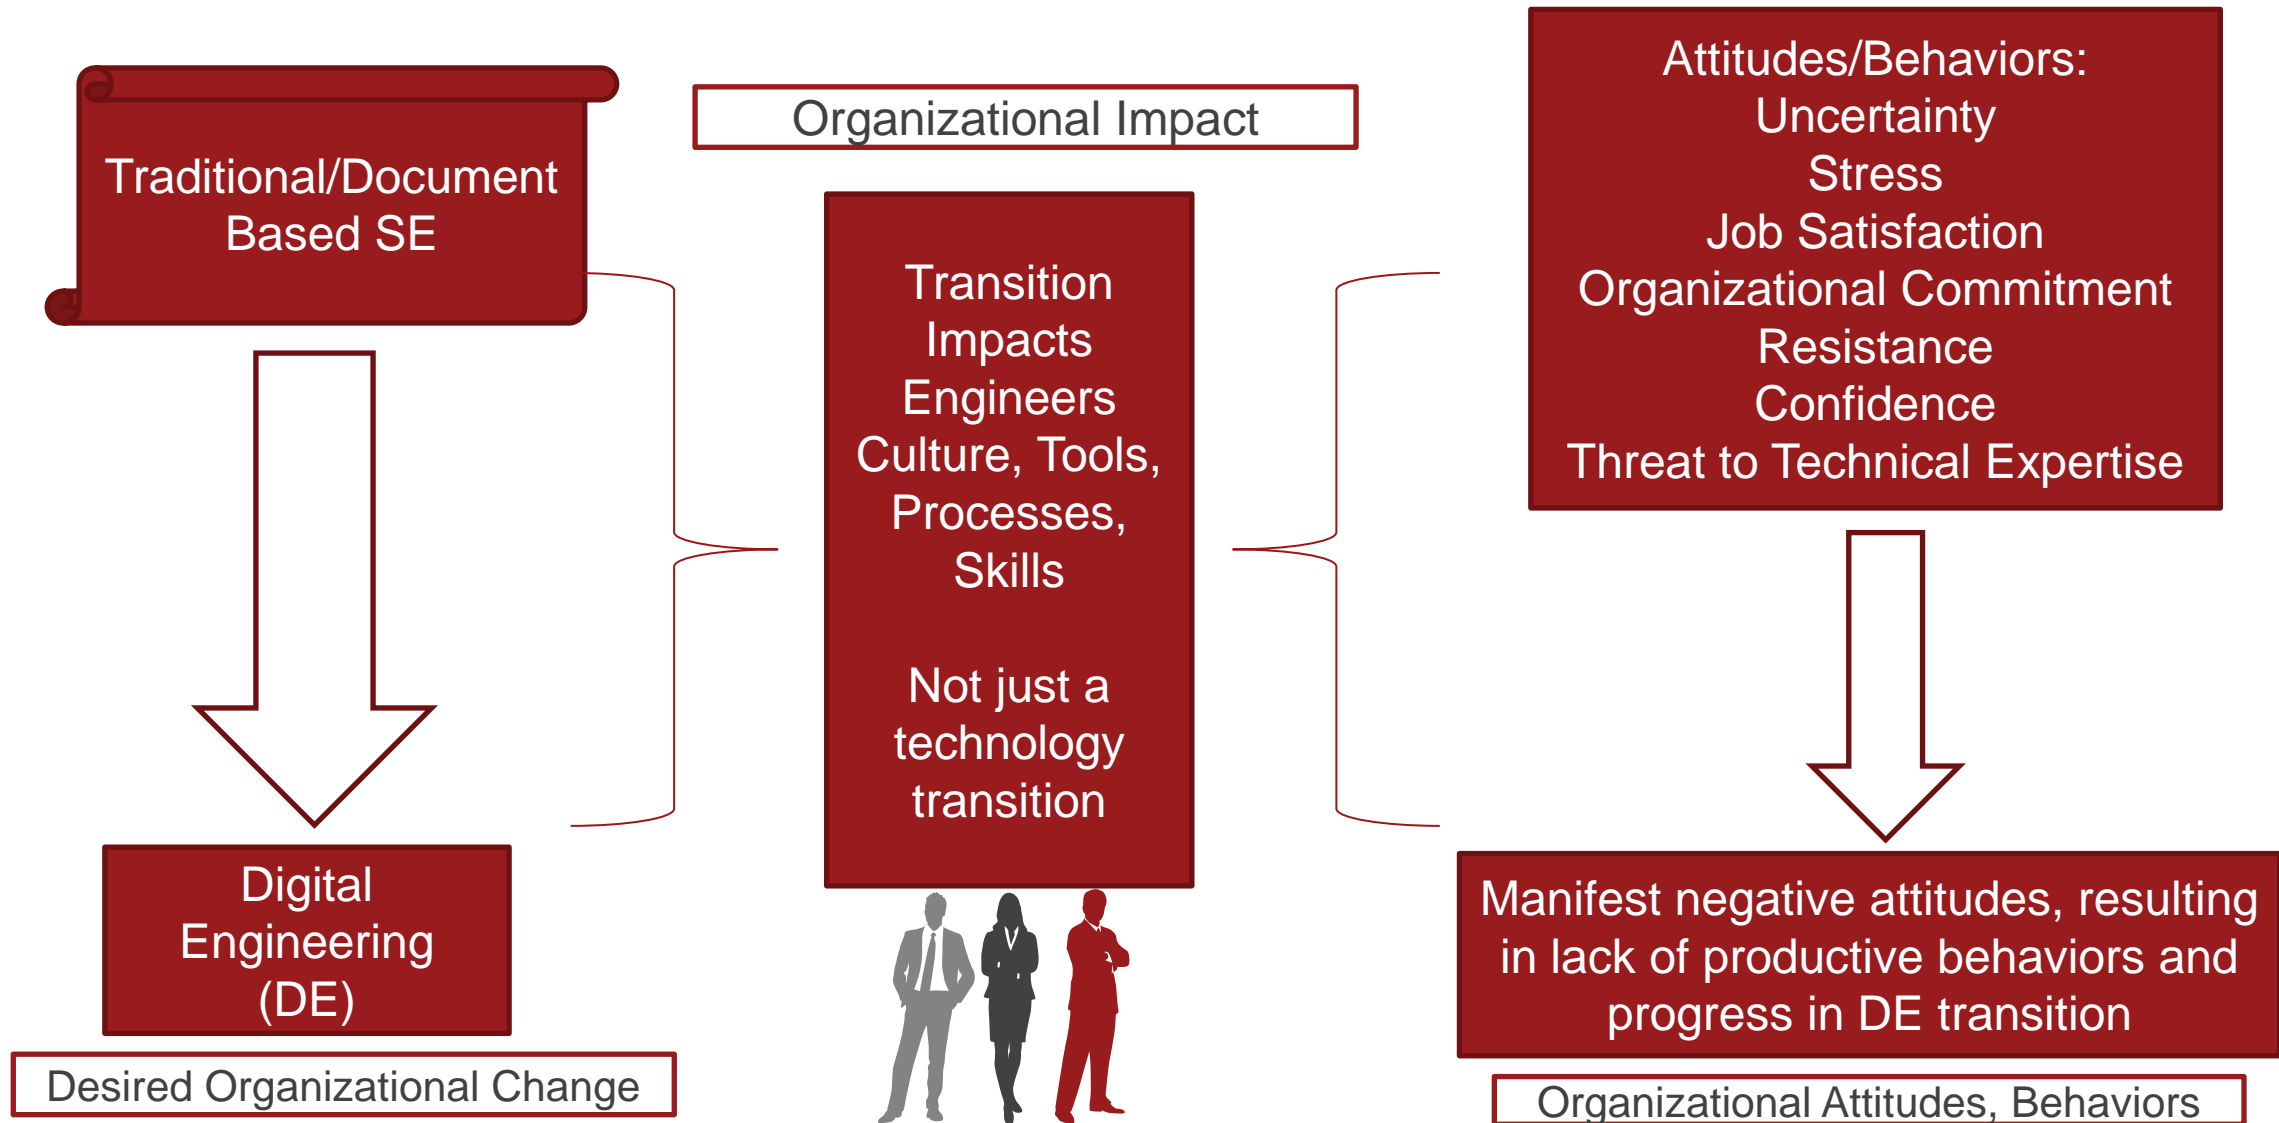 Traditional/Document
Based SE
Digital
Engineering
(DE)
Desired Organizational Change
Organizational Impact
Transition
Impacts
Engineers
Culture, Tools,
Processes,
Skills
Not just a
technology
transition
Attitudes/Behaviors:
Uncertainty
Stress
Job Satisfaction
Organizational Commitment
Resistance
Confidence
Threat to Technical Expertise
Manifest negative attitudes, resulting
in lack of productive behaviors and
progress in DE transition
Organizational Attitudes, Behaviors